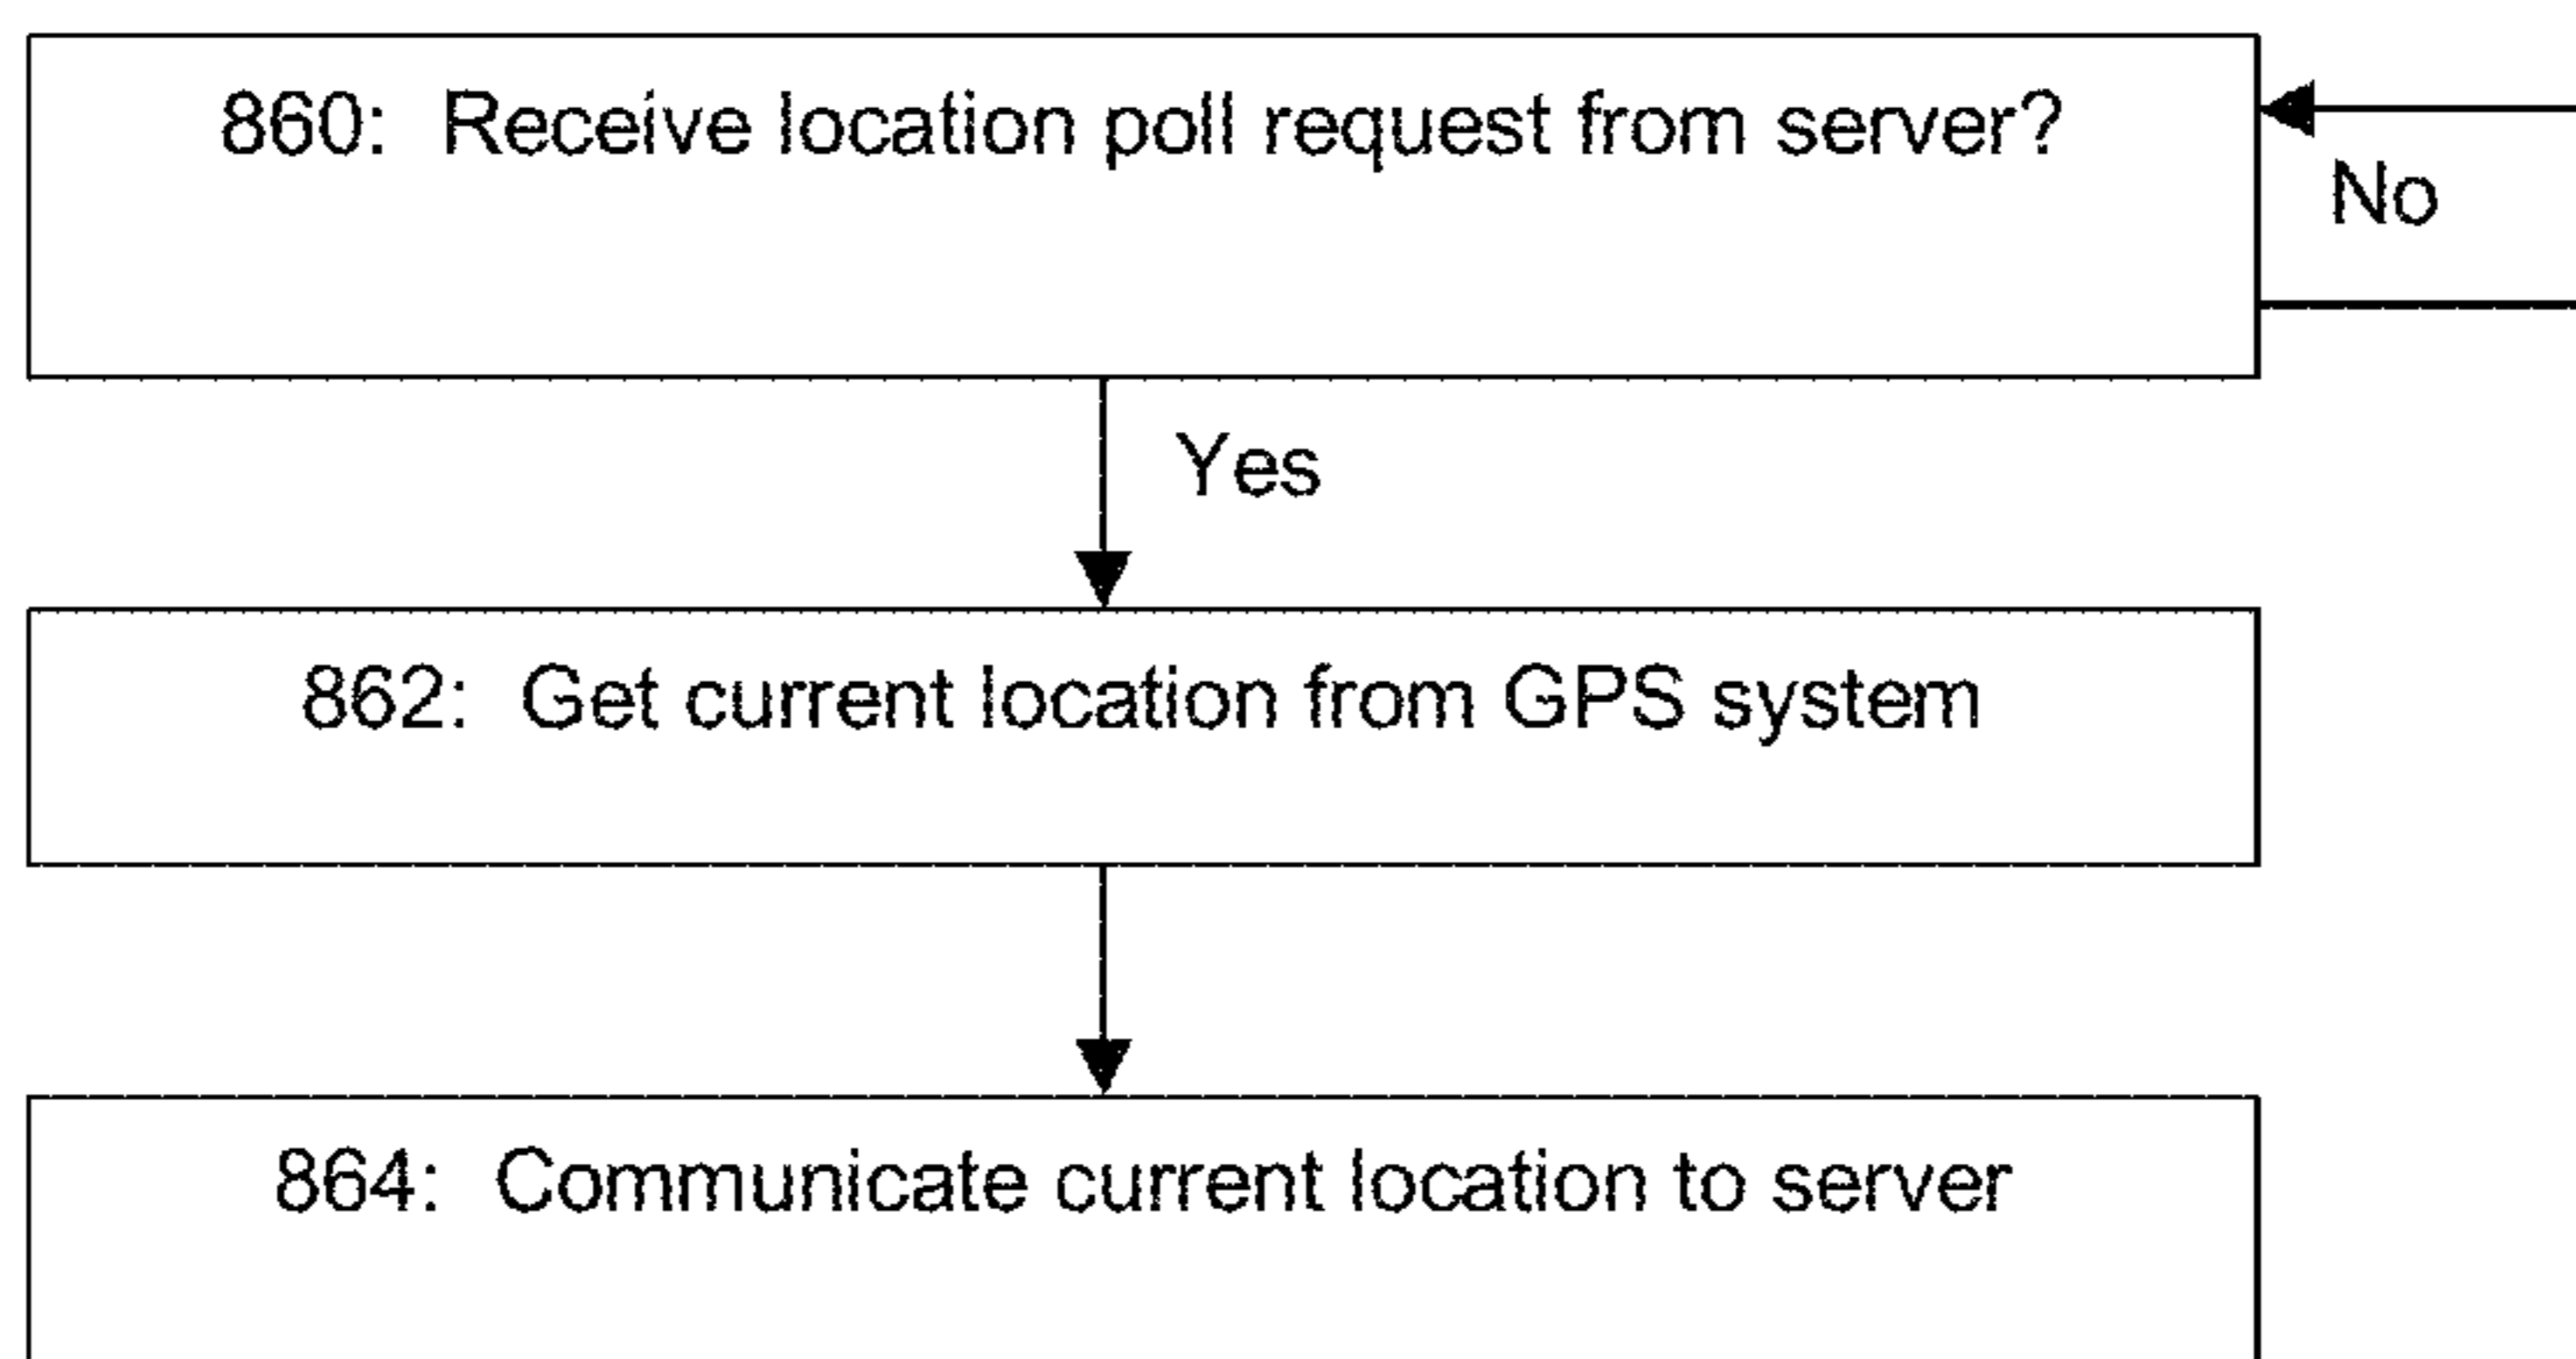 860: Receive location poll request from server?
No
Yes
862: Get current location from GPS system
864: Communicate current location to server